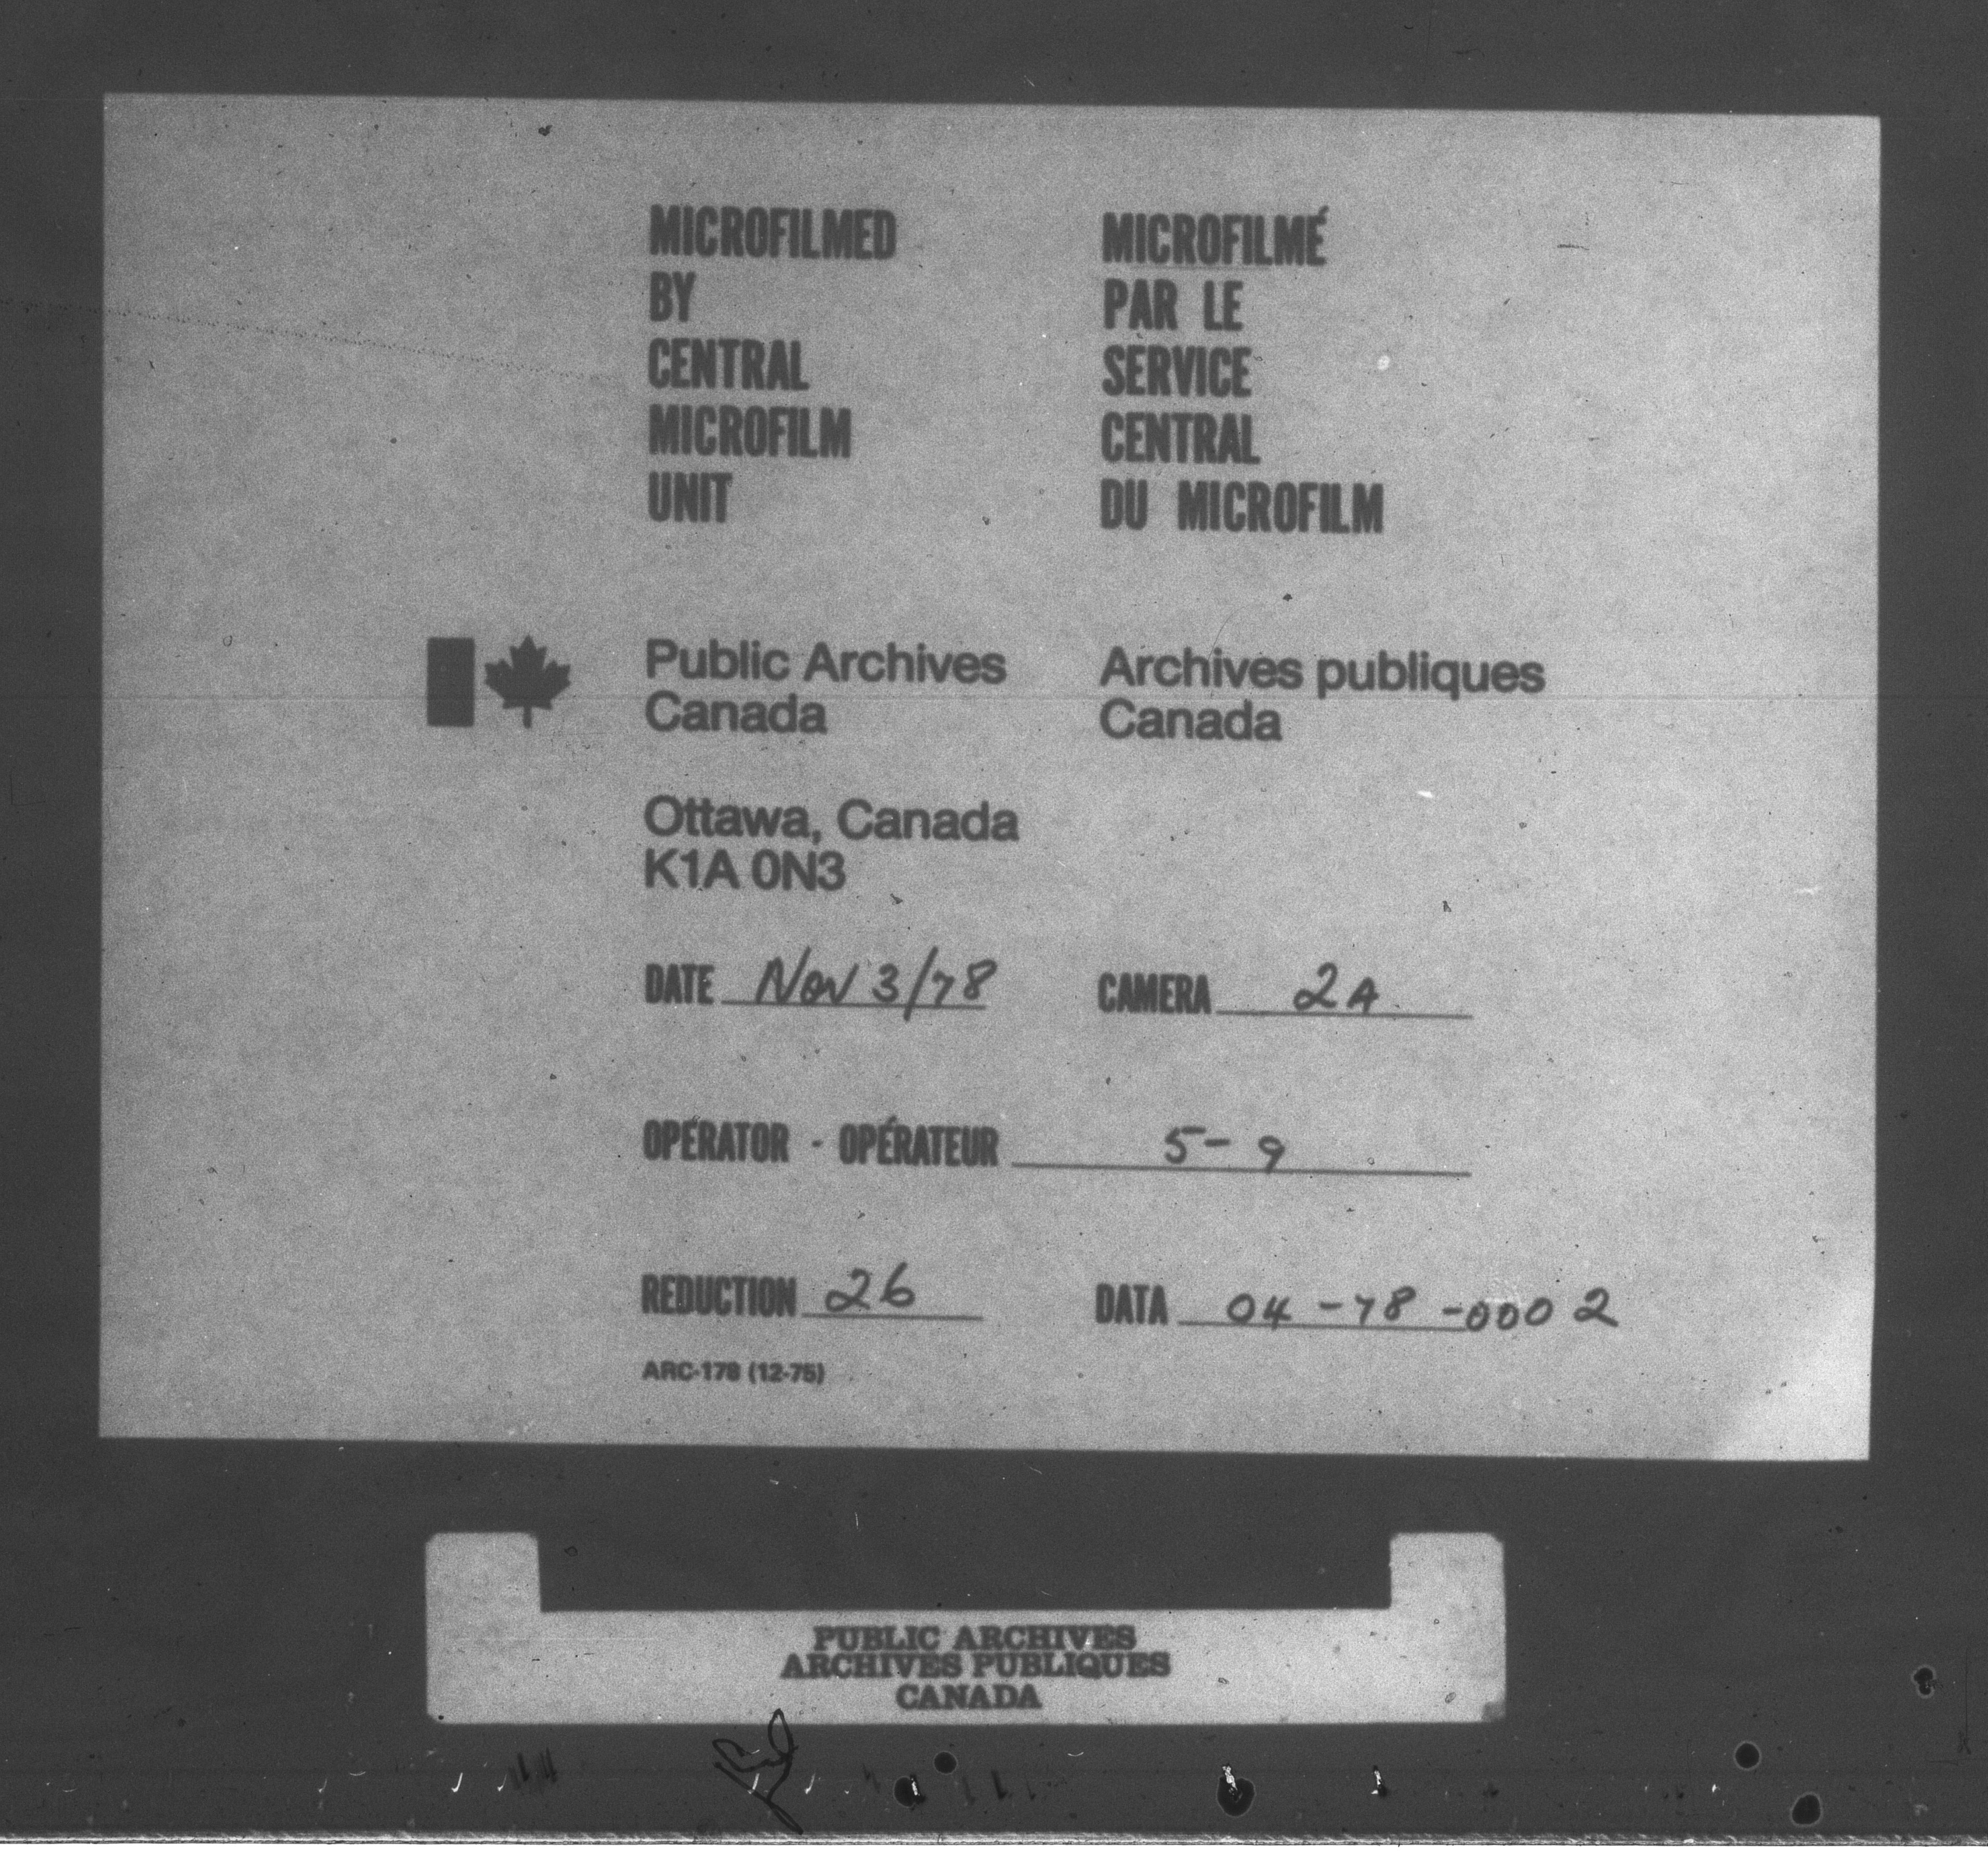 MICROFILMED
BY
CENTRAL
MICROFILM
UNIT
MICROFILMÉ
PAR LE
SERVICE
CENTRAL
DU MICROFILM
Public Archives
Canada
Archives publiques
Canada
Ottawa, Canada
K1A 0N3
DATE Nov 3/78 CAMERA 2A
OPERATOR - OPÉRATEUR 5-9
REDUCTION 26 DATA 04-78-0002
ARC-178 (12-75)
PUBLIC ARCHIVES
ARCHIVES PUBLIQUES
CANADA